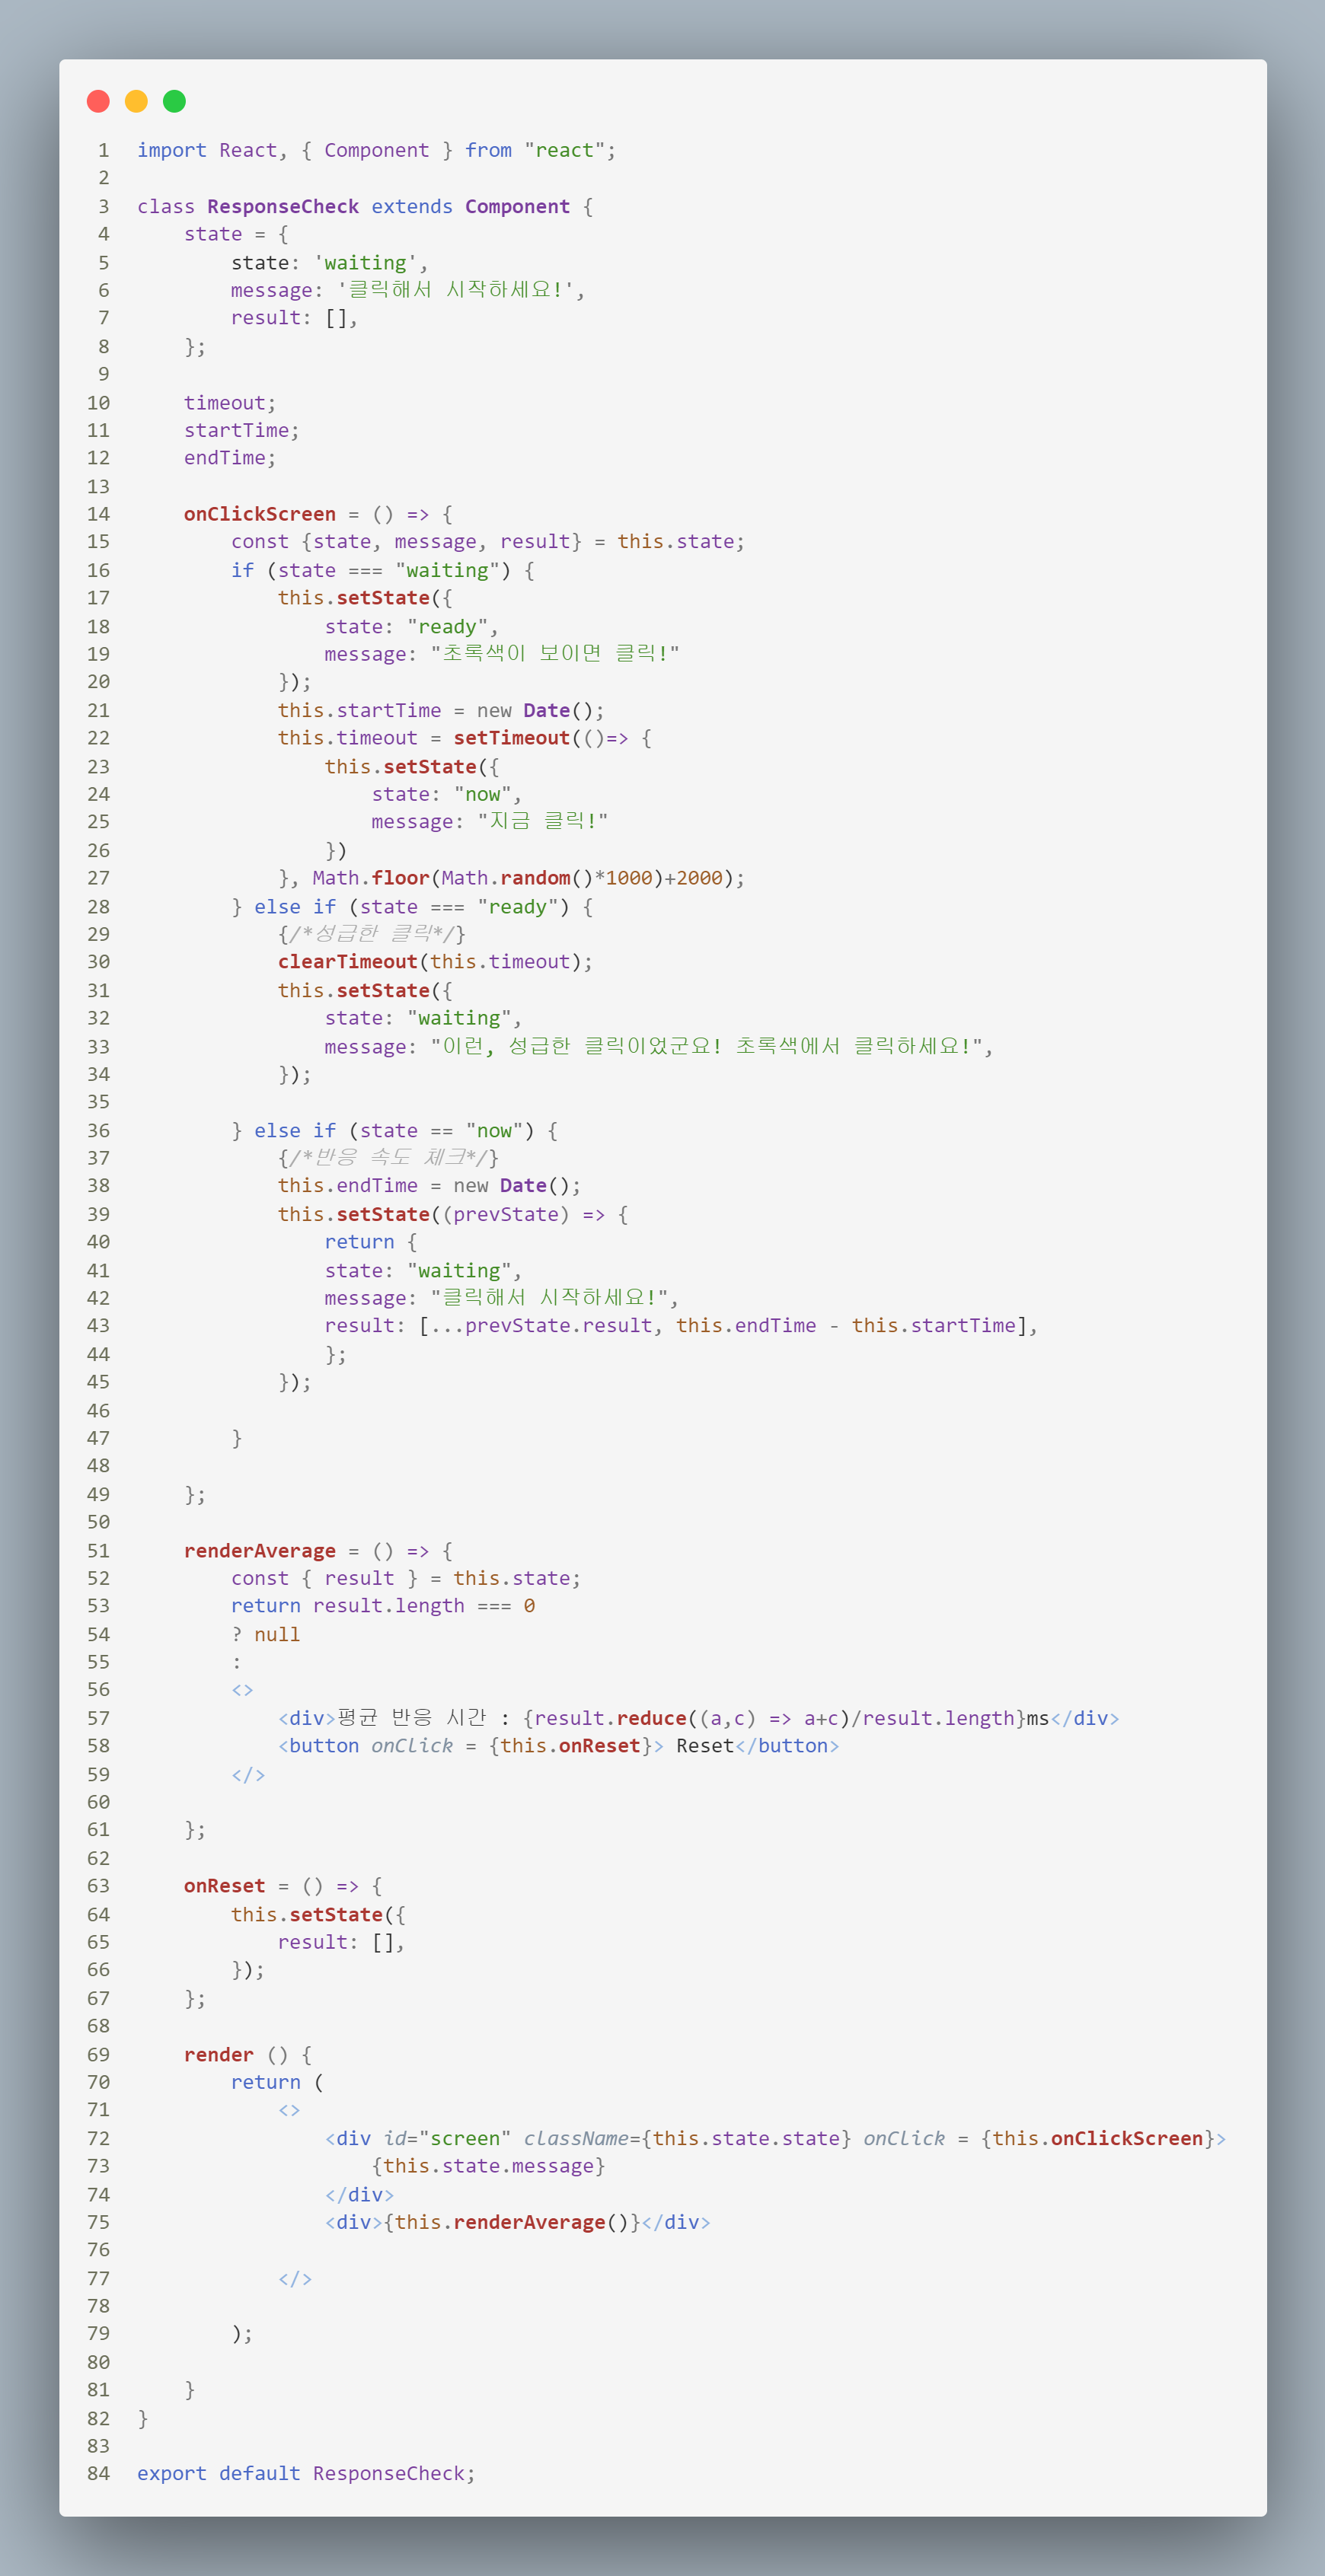 1 import React, { Component } from "react";
2
3 class ResponseCheck extends Component {
4     state = {
5         state: 'waiting',
6         message: '클릭해서 시작하세요!',
7         result: [],
8     };
9
10     timeout;
11     startTime;
12     endTime;
13
14     onClickScreen = () => {
15         const {state, message, result} = this.state;
16         if (state === "waiting") {
17             this.setState({
18                 state: "ready",
19                 message: "초록색이 보이면 클릭!"
20             });
21             this.startTime = new Date();
22             this.timeout = setTimeout(()=> {
23                 this.setState({
24                     state: "now",
25                     message: "지금 클릭!"
26                 })
27             }, Math.floor(Math.random()*1000)+2000);
28         } else if (state === "ready") {
29             {/*성급한 클릭*/}
30             clearTimeout(this.timeout);
31             this.setState({
32                 state: "waiting",
33                 message: "이런, 성급한 클릭이었군요! 초록색에서 클릭하세요!",
34             });
35
36         } else if (state == "now") {
37             {/*반응 속도 체크*/}
38             this.endTime = new Date();
39             this.setState((prevState) => {
40                 return {
41                 state: "waiting",
42                 message: "클릭해서 시작하세요!",
43                 result: [...prevState.result, this.endTime - this.startTime],
44                 };
45             });
46
47         }
48
49     };
50
51     renderAverage = () => {
52         const { result } = this.state;
53         return result.length === 0
54         ? null
55         :
56         <>
57             <div>평균 반응 시간 : {result.reduce((a,c) => a+c)/result.length}ms</div>
58             <button onClick = {this.onReset}> Reset</button>
59         </>
60
61     };
62
63     onReset = () => {
64         this.setState({
65             result: [],
66         });
67     };
68
69     render () {
70         return (
71             <>
72                 <div id="screen" className={this.state.state} onClick = {this.onClickScreen}>
73                     {this.state.message}
74                 </div>
75                 <div>{this.renderAverage()}</div>
76
77             </>
78
79         );
80
81     }
82 }
83
84 export default ResponseCheck;